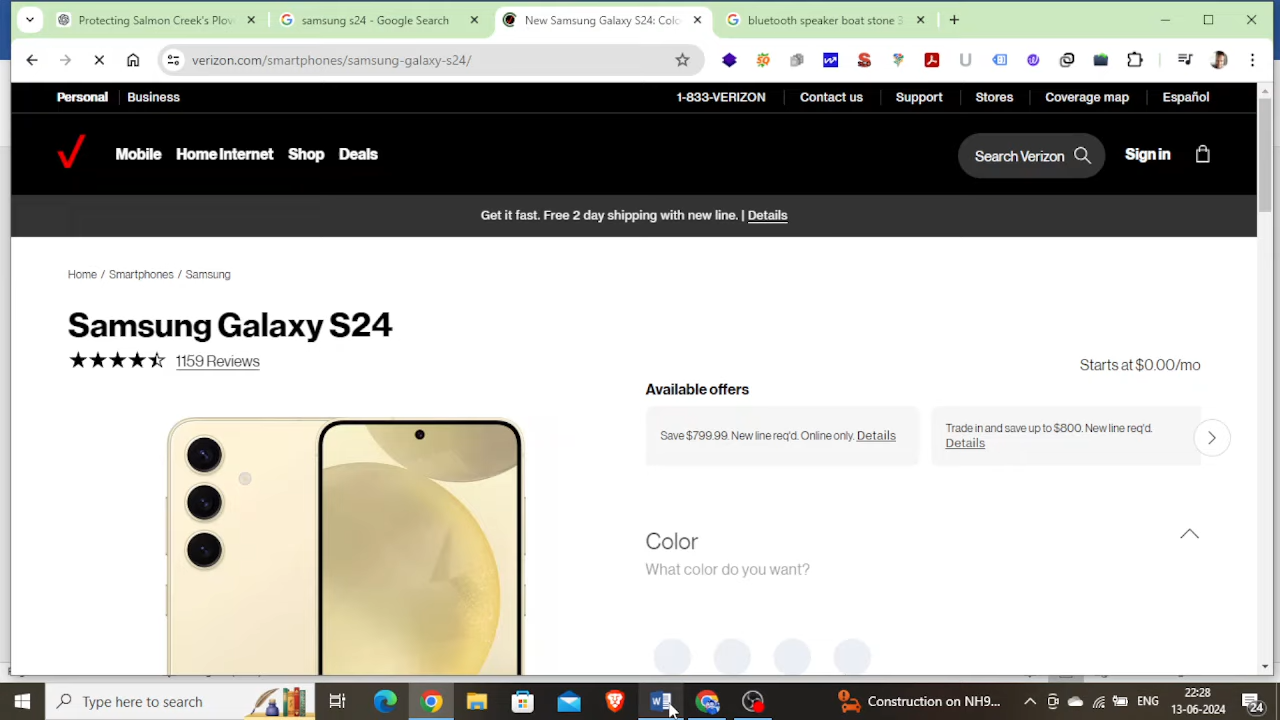 Protecting Salmon Creek's Plov
samsung s24 - Google Search
New Samsung Galaxy S24: Colo
bluetooth speaker boat stone 3
verizon.com/smartphones/samsung-galaxy-s24/
Personal Business 1-833-VERIZON Contact us Support Stores Coverage map Español
Mobile Home Internet Shop Deals Search Verizon Sign in
Get it fast. Free 2 day shipping with new line. | Details
Home / Smartphones / Samsung
Samsung Galaxy S24
1159 Reviews
Starts at $0.00/mo
Available offers
Save $799.99. New line req'd. Online only. Details
Trade in and save up to $800. New line req'd.
Details
Color
What color do you want?
Type here to search
Construction on NH9...
ENG
22:28
13-06-2024
24